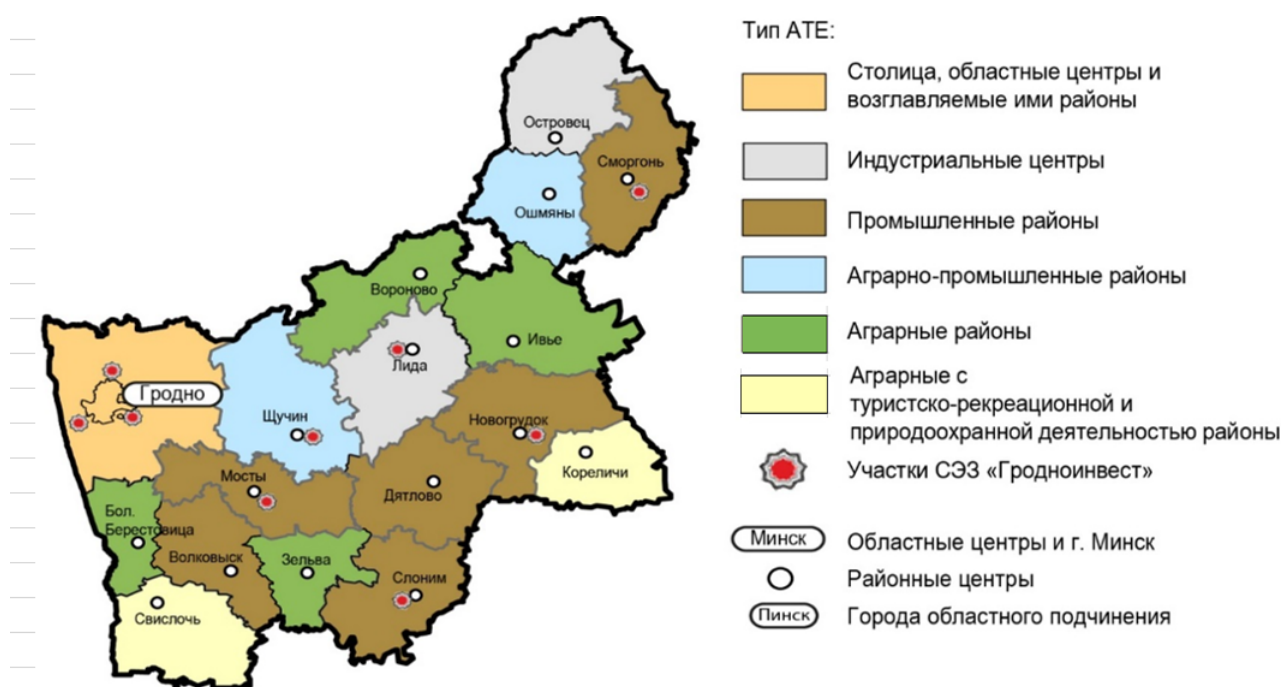 Островец
Сморгонь
Ошмяны
Вороново
Ивье
Лида
Гродно
Щучин
Новогрудок
Кореличи
Мосты
Дятлово
Бол.
Берестовица
Волковыск
Зельва
Слоним
Свислочь
Тип АТЕ:
Столица, областные центры и
возглавляемые ими районы
Индустриальные центры
Промышленные районы
Аграрно-промышленные районы
Аграрные районы
Аграрные с
туристско-рекреационной и
природоохранной деятельностью районы
Участки СЭЗ «Гродноинвест»
Минск
Областные центры и г. Минск
Районные центры
Пинск
Города областного подчинения